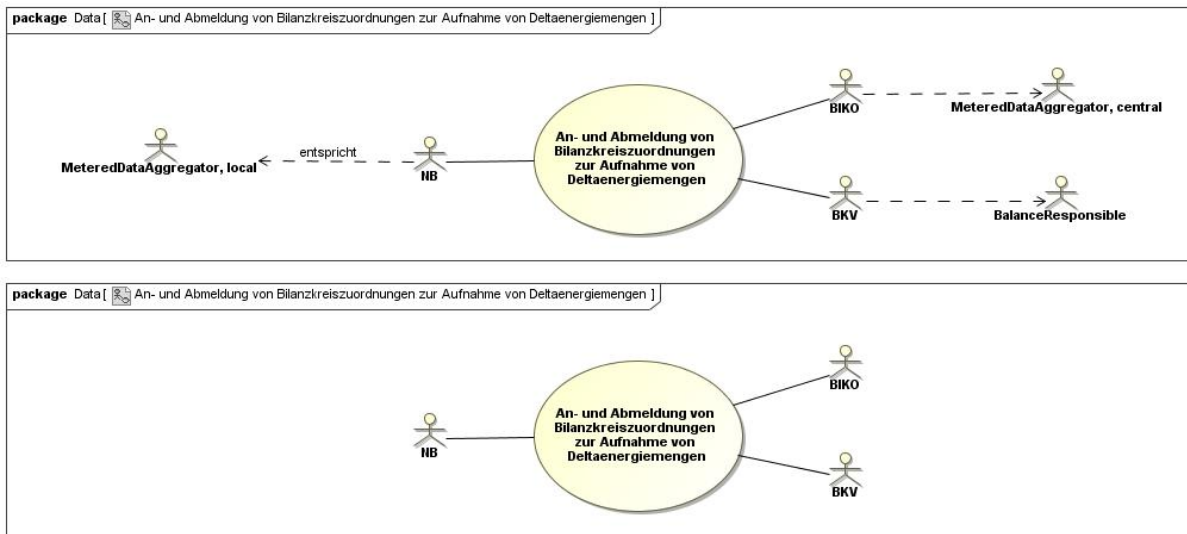 package Data [ An- und Abmeldung von Bilanzkreiszuordnungen zur Aufnahme von Deltaenergiemengen ]
BIKO
MeteredDataAggregator, central
An- und Abmeldung von
Bilanzkreiszuordnungen
zur Aufnahme von
Deltaenergiemengen
entspricht
MeteredDataAggregator, local
NB
BKV
BalanceResponsible
package Data [ An- und Abmeldung von Bilanzkreiszuordnungen zur Aufnahme von Deltaenergiemengen ]
BIKO
An- und Abmeldung von
Bilanzkreiszuordnungen
zur Aufnahme von
Deltaenergiemengen
NB
BKV